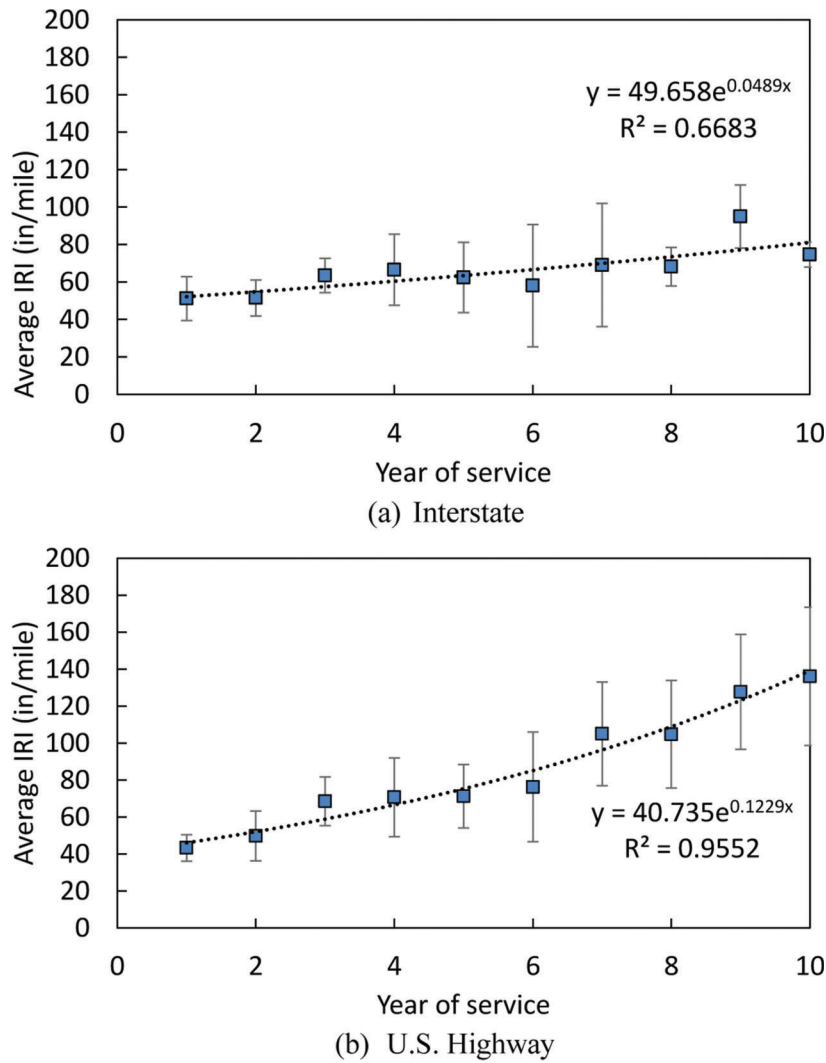 200
180
160
140
120
100
80
60
40
20
0
Average IRI (in/mile)
y = 49.658e^0.0489x
R² = 0.6683
0 2 4 6 8 10
Year of service
(a) Interstate
200
180
160
140
120
100
80
60
40
20
0
Average IRI (in/mile)
y = 40.735e^0.1229x
R² = 0.9552
0 2 4 6 8 10
Year of service
(b) U.S. Highway